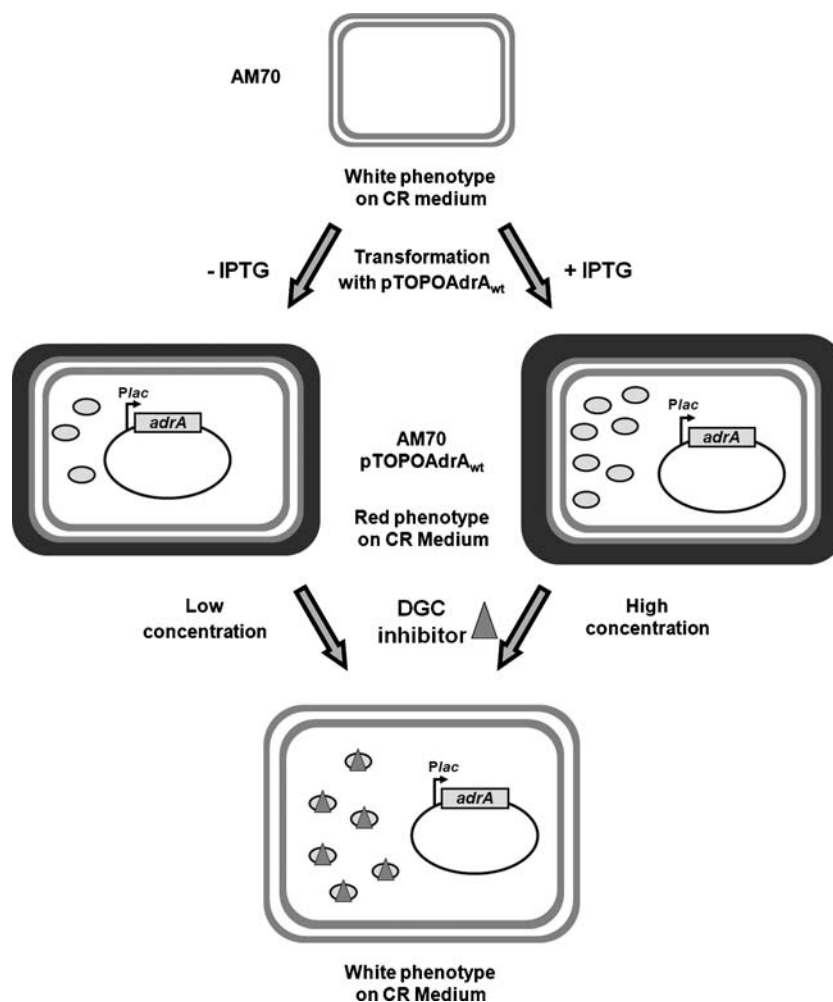 AM70
White phenotype
on CR medium
- IPTG
Transformation
with pTOPOAdrAwt
+ IPTG
Plac
adrA
Plac
adrA
AM70
pTOPOAdrAwt
Red phenotype
on CR Medium
Low
concentration
DGC
inhibitor
High
concentration
Plac
adrA
White phenotype
on CR Medium